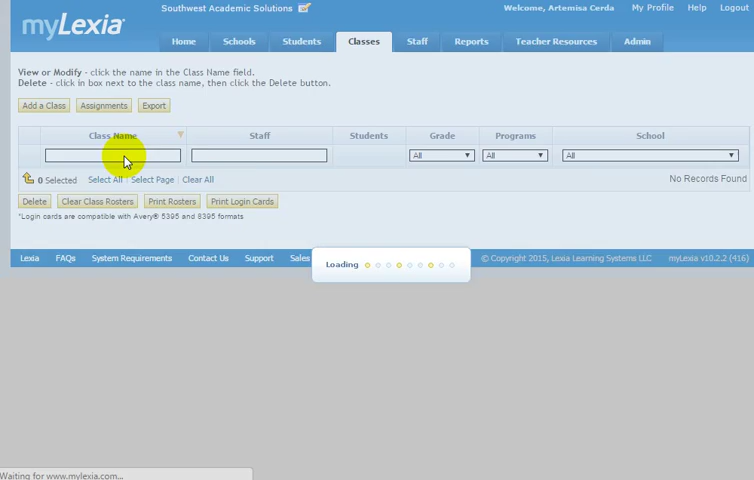 Southwest Academic Solutions
Welcome, Artemisa Cerda My Profile Help Logout
myLexia®
Home Schools Students Classes Staff Reports Teacher Resources Admin
View or Modify - click the name in the Class Name field.
Delete - click in box next to the class name, then click the Delete button.
Add a Class Assignments Export
Class Name Staff Students Grade Programs School
All All All
0 Selected Select All | Select Page | Clear All No Records Found
Delete Clear Class Rosters Print Rosters Print Login Cards
*Login cards are compatible with Avery® 5395 and 8395 formats
Lexia FAQs System Requirements Contact Us Support Sales © Copyright 2015, Lexia Learning Systems LLC myLexia v10.2.2 (416)
Loading
Waiting for www.mylexia.com...